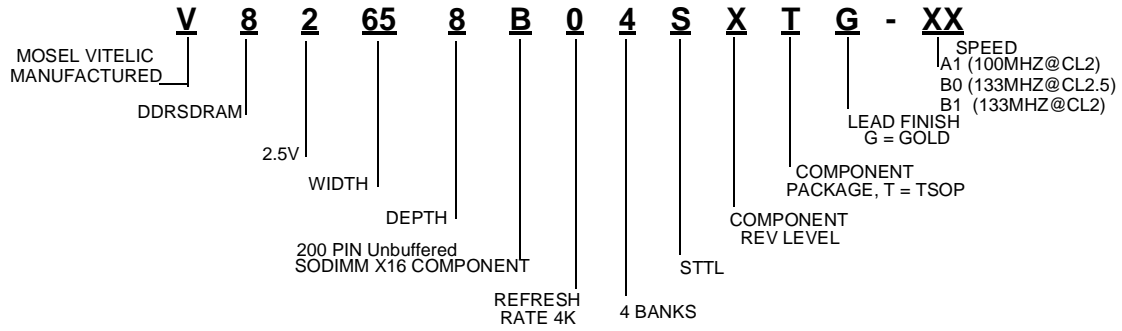 V 8 2 65 8 B 0 4 S X T G - XX
MOSEL VITELIC
MANUFACTURED
DDRSDRAM
2.5V
WIDTH
DEPTH
200 PIN Unbuffered
SODIMM X16 COMPONENT
REFRESH
RATE 4K
4 BANKS
STTL
COMPONENT
REV LEVEL
COMPONENT
PACKAGE, T = TSOP
LEAD FINISH
G = GOLD
SPEED
A1 (100MHZ@CL2)
B0 (133MHZ@CL2.5)
B1 (133MHZ@CL2)